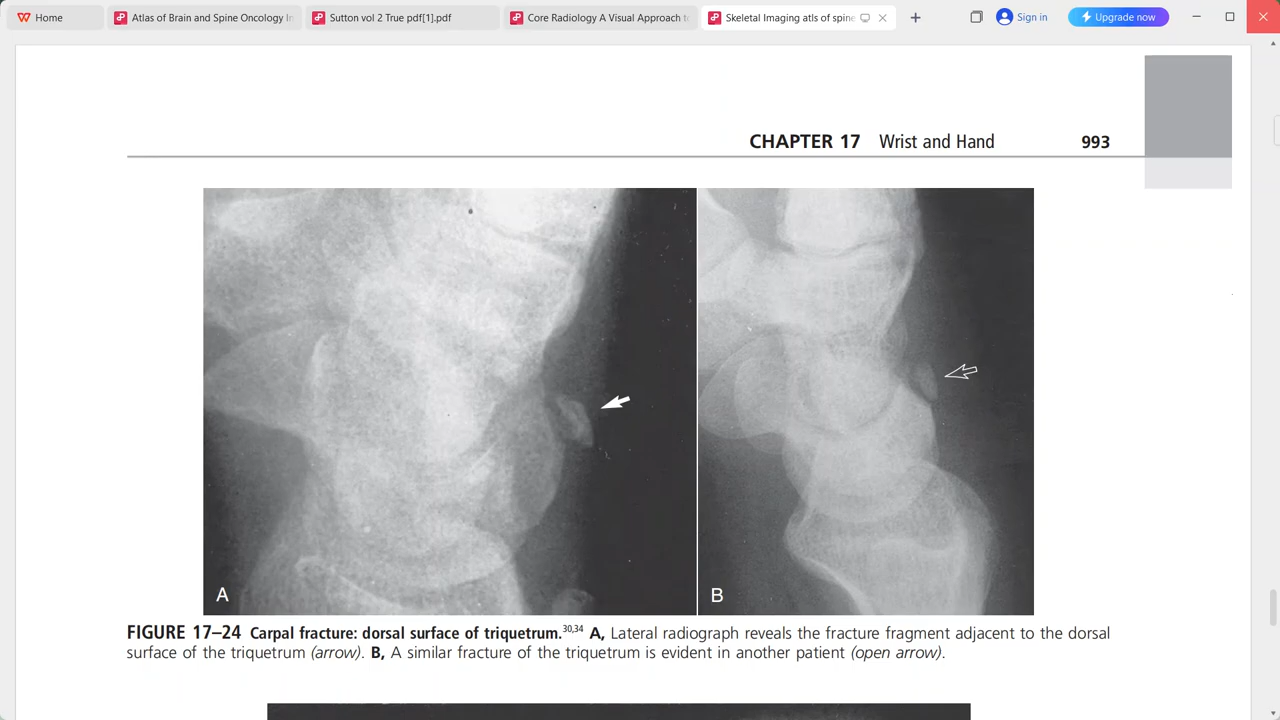 Home
Atlas of Brain and Spine Oncology I
Sutton vol 2 True pdf[1].pdf
Core Radiology A Visual Approach t
Skeletal Imaging atls of spine
Sign in
Upgrade now
CHAPTER 17 Wrist and Hand 993
A
B
FIGURE 17–24 Carpal fracture: dorsal surface of triquetrum.30,34 A, Lateral radiograph reveals the fracture fragment adjacent to the dorsal
surface of the triquetrum (arrow). B, A similar fracture of the triquetrum is evident in another patient (open arrow).